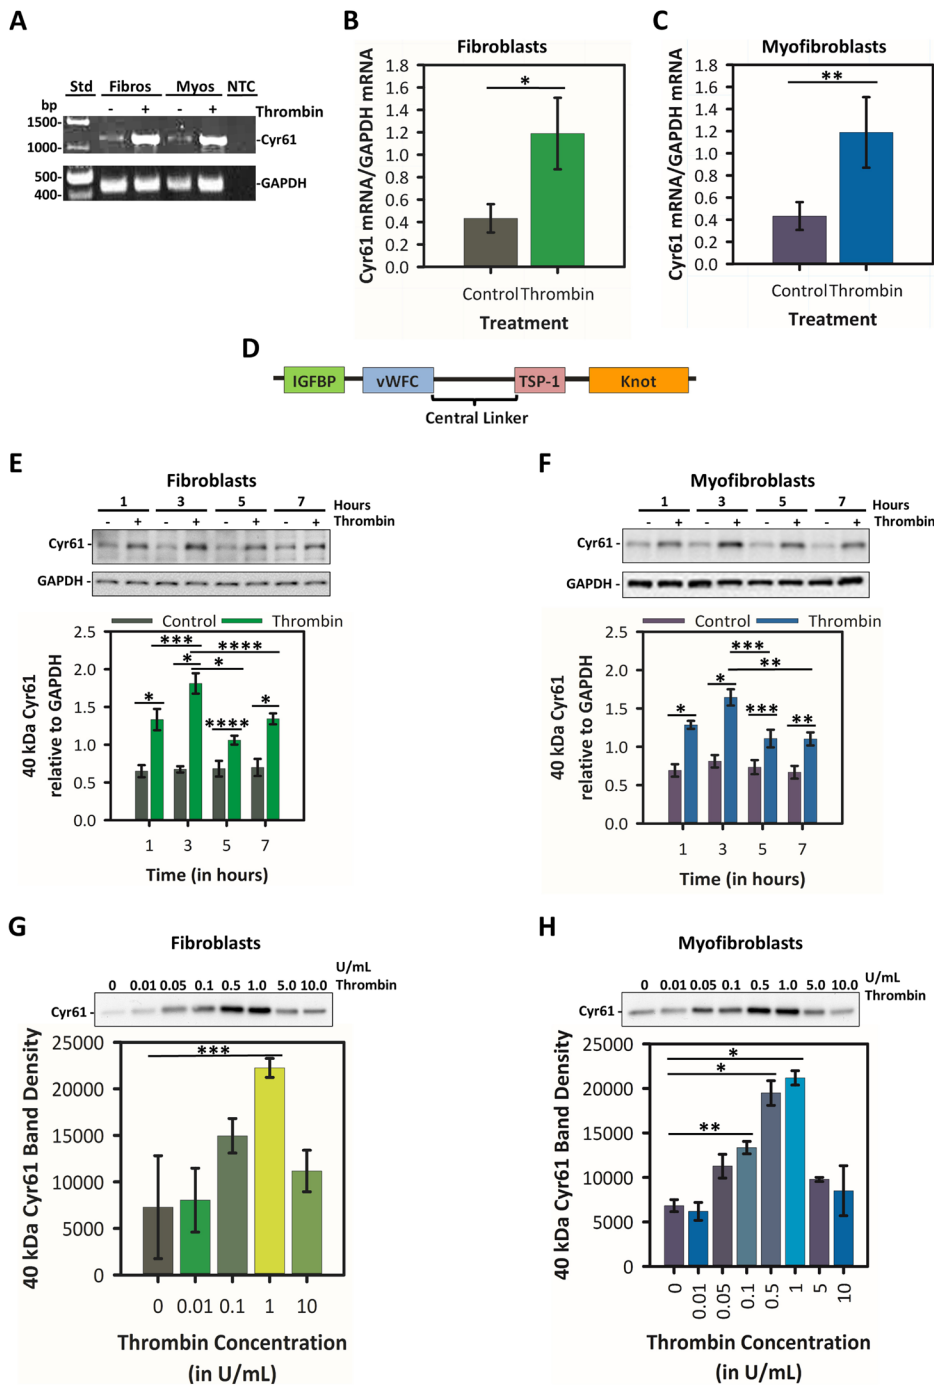 A
Std Fibros Myos NTC
bp - + - + Thrombin
1500-
1000-
-Cyr61
500-
400-
-GAPDH
B
Fibroblasts
Cyr61 mRNA/GAPDH mRNA
1.8
1.6
1.4
1.2
1.0
0.8
0.6
0.4
0.2
0.0
*
Control Thrombin
Treatment
C
Myofibroblasts
Cyr61 mRNA/GAPDH mRNA
1.8
1.6
1.4
1.2
1.0
0.8
0.6
0.4
0.2
0.0
**
Control Thrombin
Treatment
D
IGFBP vWFC TSP-1 Knot
Central Linker
E
Fibroblasts
1 3 5 7 Hours
- + - + - + - + Thrombin
Cyr61 -
GAPDH -
Control Thrombin
40 kDa Cyr61
relative to GAPDH
2.5
2.0
1.5
1.0
0.5
0.0
*** ****
* *
* **** *
1 3 5 7
Time (in hours)
F
Myofibroblasts
1 3 5 7 Hours
- + - + - + - + Thrombin
Cyr61 -
GAPDH -
Control Thrombin
40 kDa Cyr61
relative to GAPDH
2.5
2.0
1.5
1.0
0.5
0.0
***
* **
* *** **
1 3 5 7
Time (in hours)
G
Fibroblasts
U/mL
0 0.01 0.05 0.1 0.5 1.0 5.0 10.0 Thrombin
Cyr61 -
40 kDa Cyr61 Band Density
25000
20000
15000
10000
5000
0
***
0 0.01 0.1 1 10
Thrombin Concentration
(in U/mL)
H
Myofibroblasts
U/mL
0 0.01 0.05 0.1 0.5 1.0 5.0 10.0 Thrombin
Cyr61-
40 kDa Cyr61 Band Density
25000
20000
15000
10000
5000
0
*
*
**
0 0.01 0.05 0.1 0.5 1 5 10
Thrombin Concentration
(in U/mL)